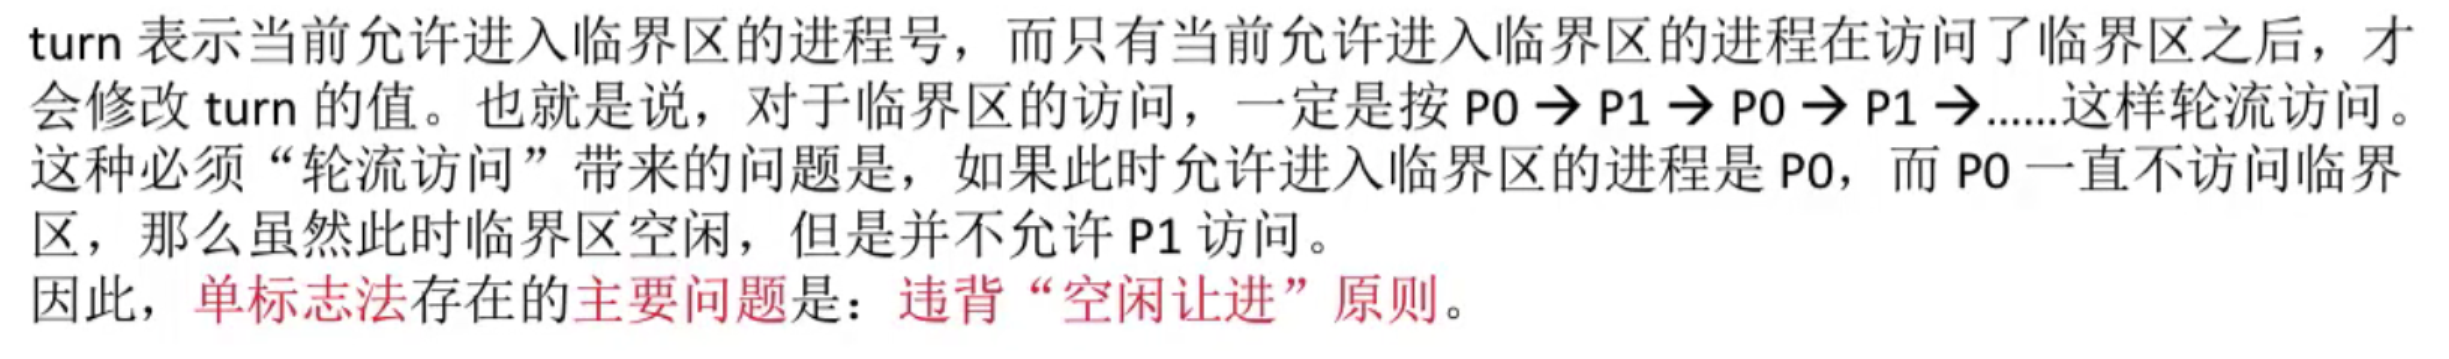 turn 表示当前允许进入临界区的进程号，而只有当前允许进入临界区的进程在访问了临界区之后，才
会修改 turn 的值。也就是说，对于临界区的访问，一定是按 P0 → P1 → P0 → P1 →……这样轮流访问。
这种必须“轮流访问”带来的问题是，如果此时允许进入临界区的进程是 P0，而 P0 一直不访问临界
区，那么虽然此时临界区空闲，但是并不允许 P1 访问。
因此，单标志法存在的主要问题是：违背“空闲让进”原则。